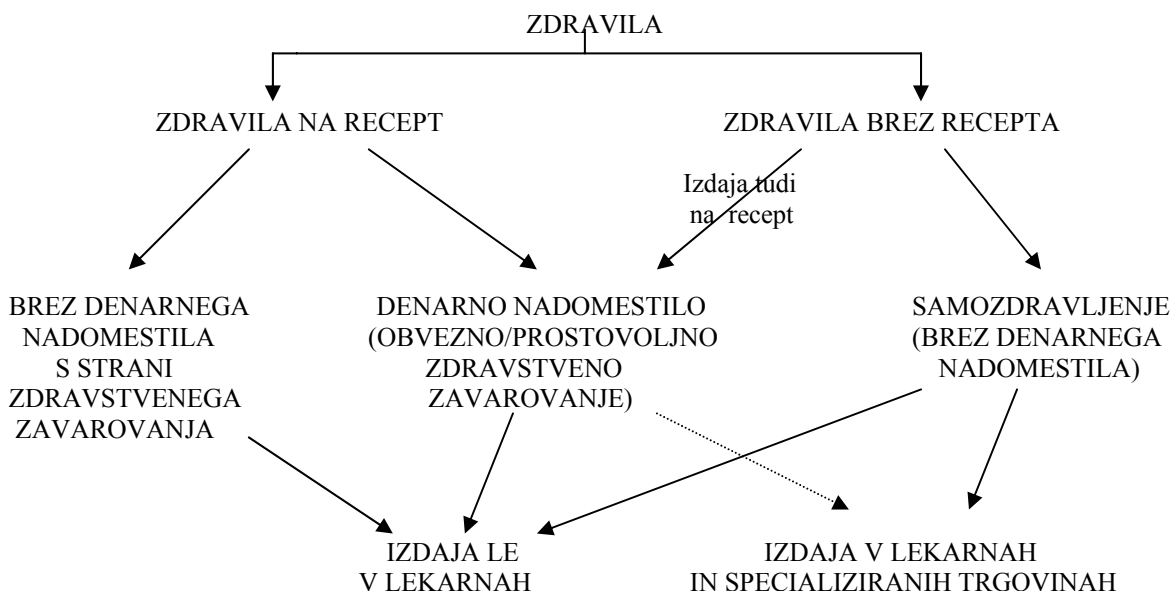 ZDRAVILA
ZDRAVILA NA RECEPT
ZDRAVILA BREZ RECEPTA
Izdaja tudi
na recept
BREZ DENARNEGA
NADOMESTILA
S STRANI
ZDRAVSTVENEGA
ZAVAROVANJA
DENARNO NADOMESTILO
(OBVEZNO/PROSTOVOLJNO
ZDRAVSTVENO
ZAVAROVANJE)
SAMOZDRAVLJENJE
(BREZ DENARNEGA
NADOMESTILA)
IZDAJA LE
V LEKARNAH
IZDAJA V LEKARNAH
IN SPECIALIZIRANIH TRGOVINAH